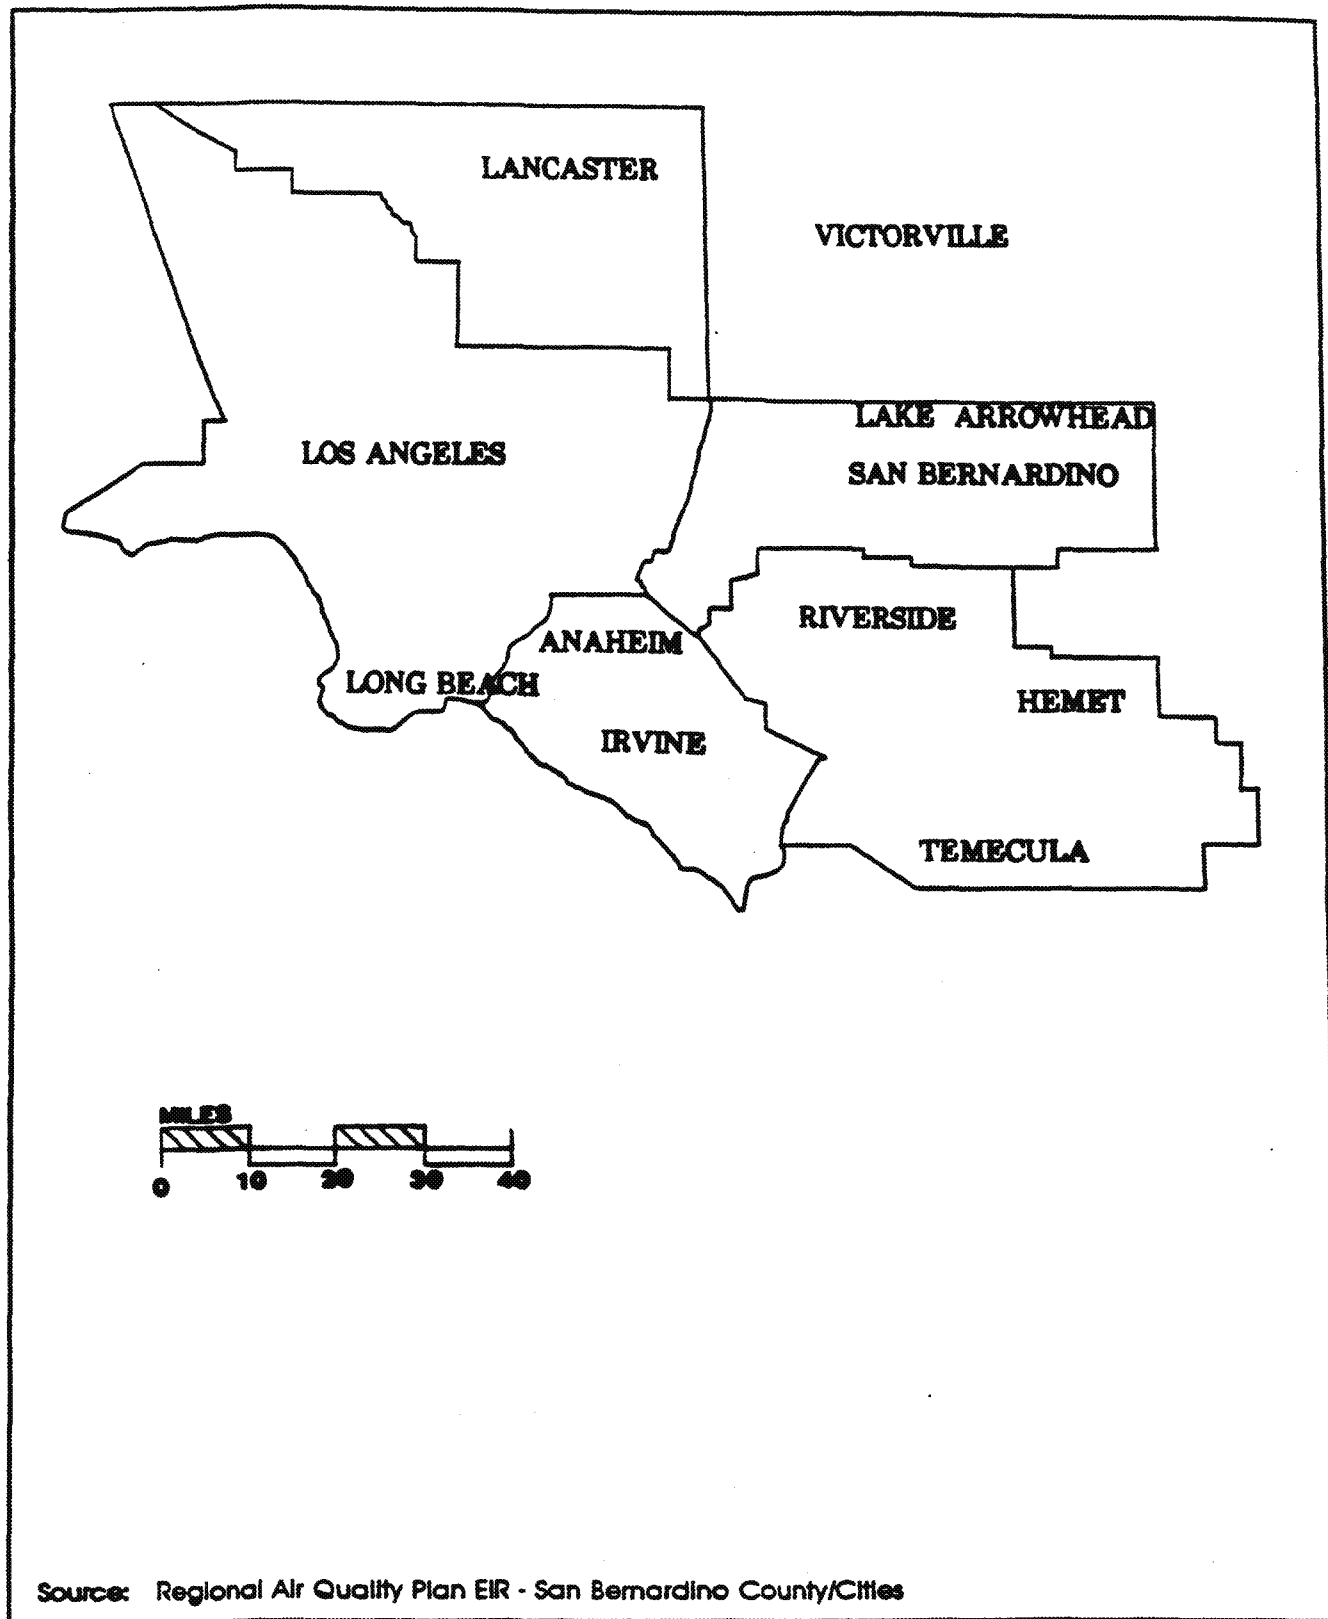 LANCASTER
VICTORVILLE
LAKE ARROWHEAD
LOS ANGELES
SAN BERNARDINO
RIVERSIDE
ANAHEIM
LONG BEACH
HEMET
IRVINE
TEMECULA
MILES
0 10 20 30 40
Source: Regional Air Quality Plan EIR - San Bernardino County/Cities